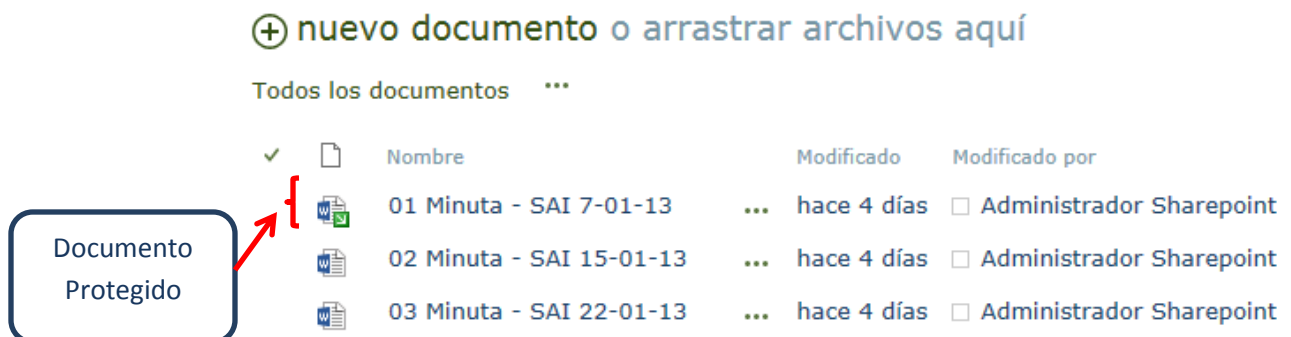 nuevo documento o arrastrar archivos aquí
Todos los documentos ...
Nombre Modificado Modificado por
01 Minuta - SAI 7-01-13 ... hace 4 días Administrador Sharepoint
02 Minuta - SAI 15-01-13 ... hace 4 días Administrador Sharepoint
03 Minuta - SAI 22-01-13 ... hace 4 días Administrador Sharepoint
Documento
Protegido